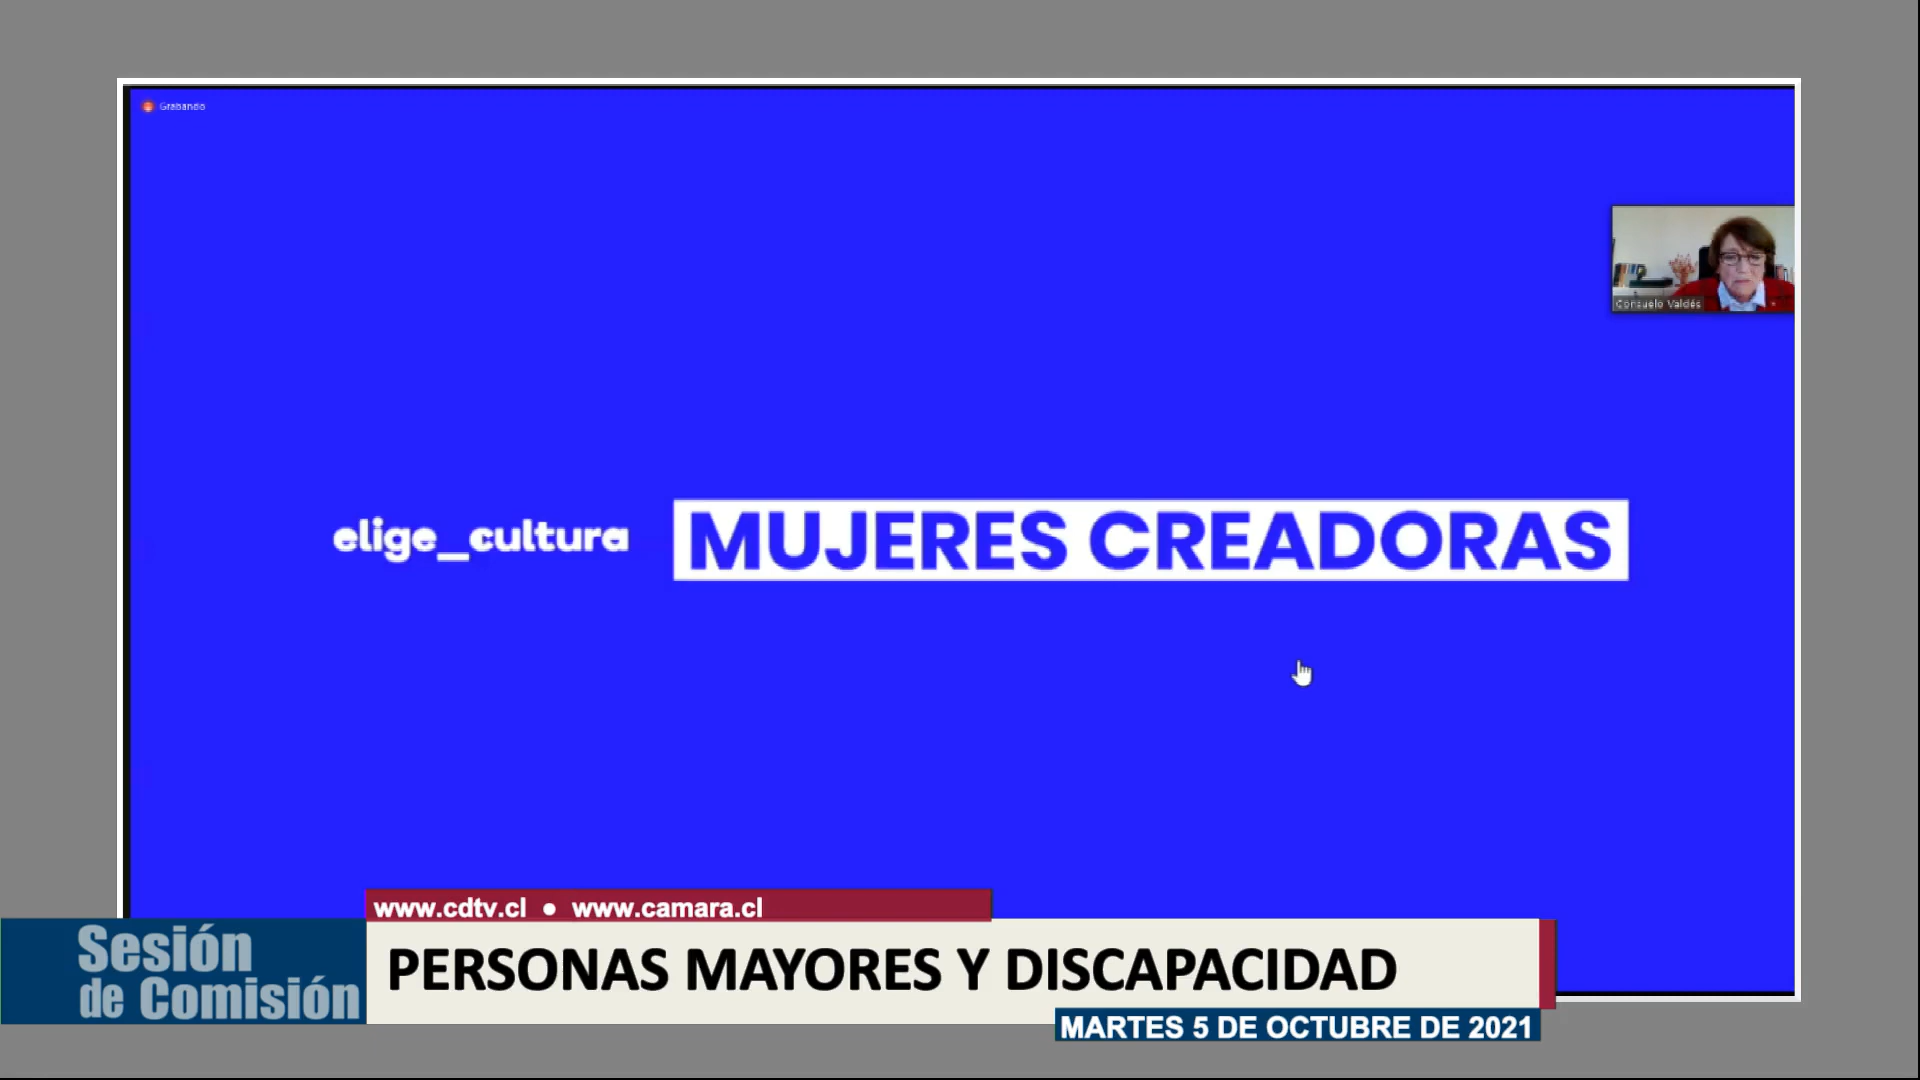 Grabando
Consuelo Valdés
elige_cultura
MUJERES CREADORAS
www.cdtv.cl • www.camara.cl
Sesión
de Comisión
PERSONAS MAYORES Y DISCAPACIDAD
MARTES 5 DE OCTUBRE DE 2021